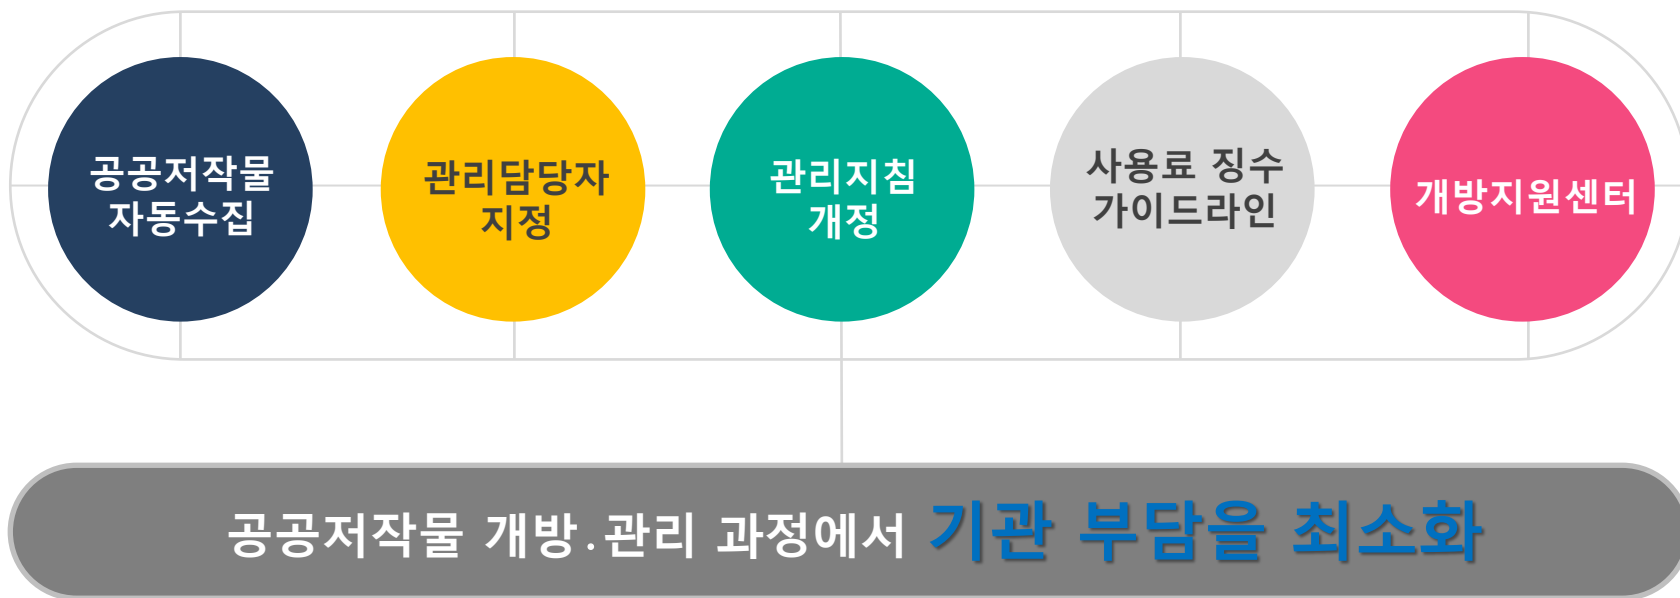 공공저작물
자동수집
관리담당자
지정
관리지침
개정
사용료 징수
가이드라인
개방지원센터
공공저작물 개방.관리 과정에서 기관 부담을 최소화